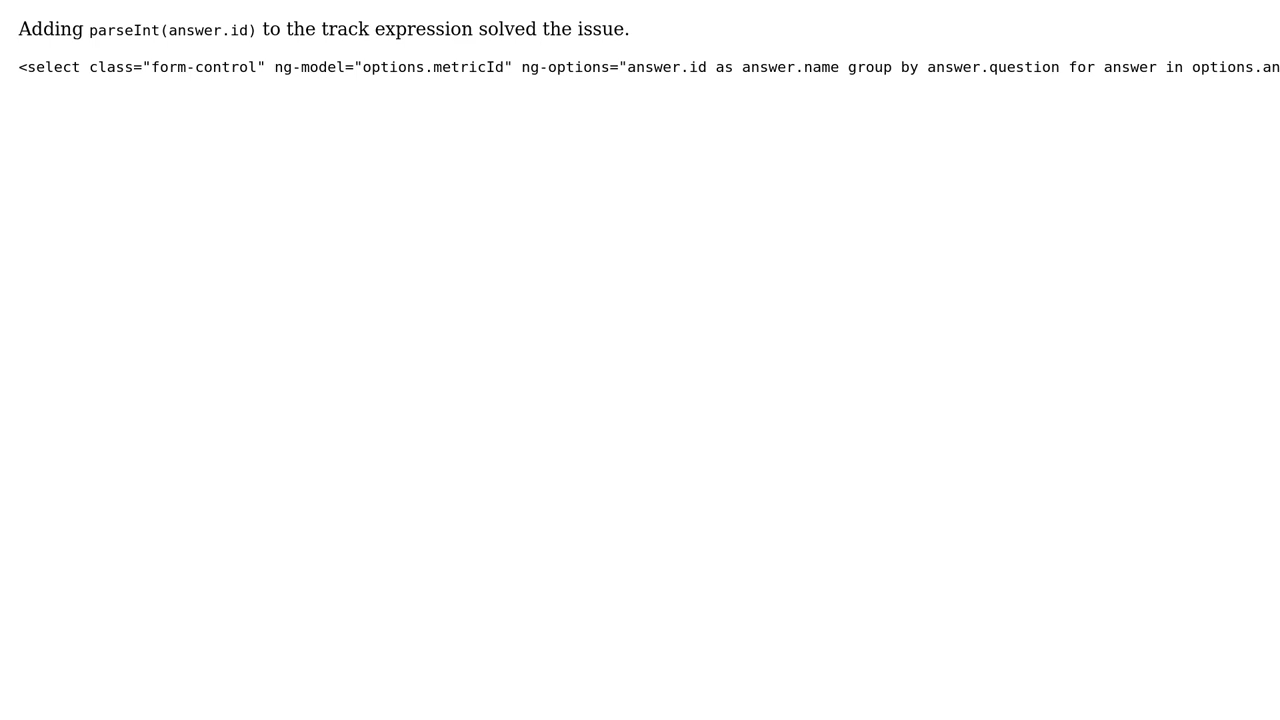 Adding parseInt(answer.id) to the track expression solved the issue.
<select class="form-control" ng-model="options.metricId" ng-options="answer.id as answer.name group by answer.question for answer in options.an